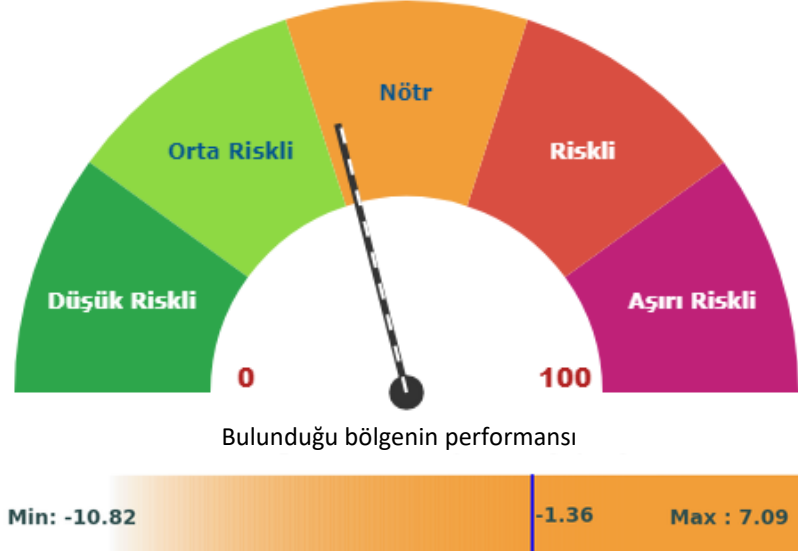 Nötr
Orta Riskli
Riskli
Düşük Riskli
Aşırı Riskli
0
100
Bulunduğu bölgenin performansı
Min: -10.82
-1.36
Max : 7.09